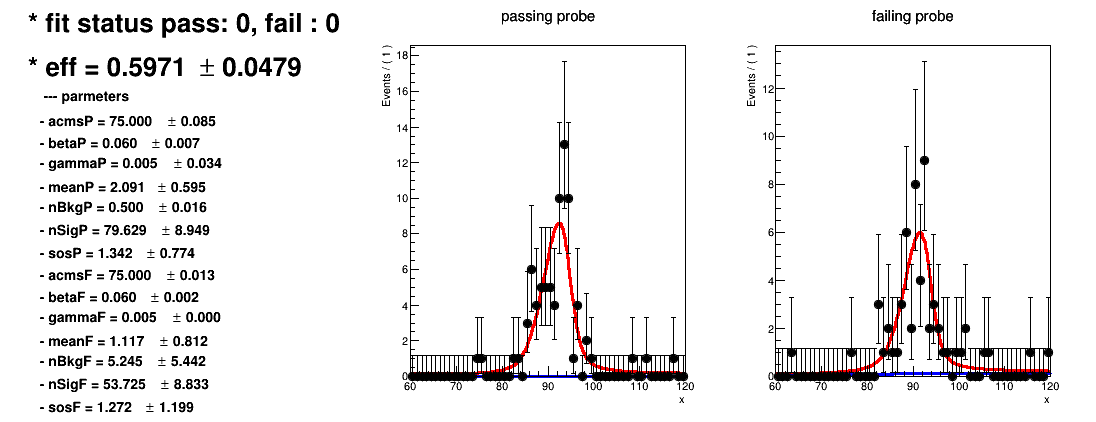 * fit status pass: 0, fail : 0
* eff = 0.5971 ± 0.0479
--- parmeters
- acmsP = 75.000 ± 0.085
- betaP = 0.060 ± 0.007
- gammaP = 0.005 ± 0.034
- meanP = 2.091 ± 0.595
- nBkgP = 0.500 ± 0.016
- nSigP = 79.629 ± 8.949
- sosP = 1.342 ± 0.774
- acmsF = 75.000 ± 0.013
- betaF = 0.060 ± 0.002
- gammaF = 0.005 ± 0.000
- meanF = 1.117 ± 0.812
- nBkgF = 5.245 ± 5.442
- nSigF = 53.725 ± 8.833
- sosF = 1.272 ± 1.199
passing probe
Events / ( 1 )
18
16
14
12
10
8
6
4
2
0
60 70 80 90 100 110 120
x
failing probe
Events / ( 1 )
12
10
8
6
4
2
0
60 70 80 90 100 110 120
x